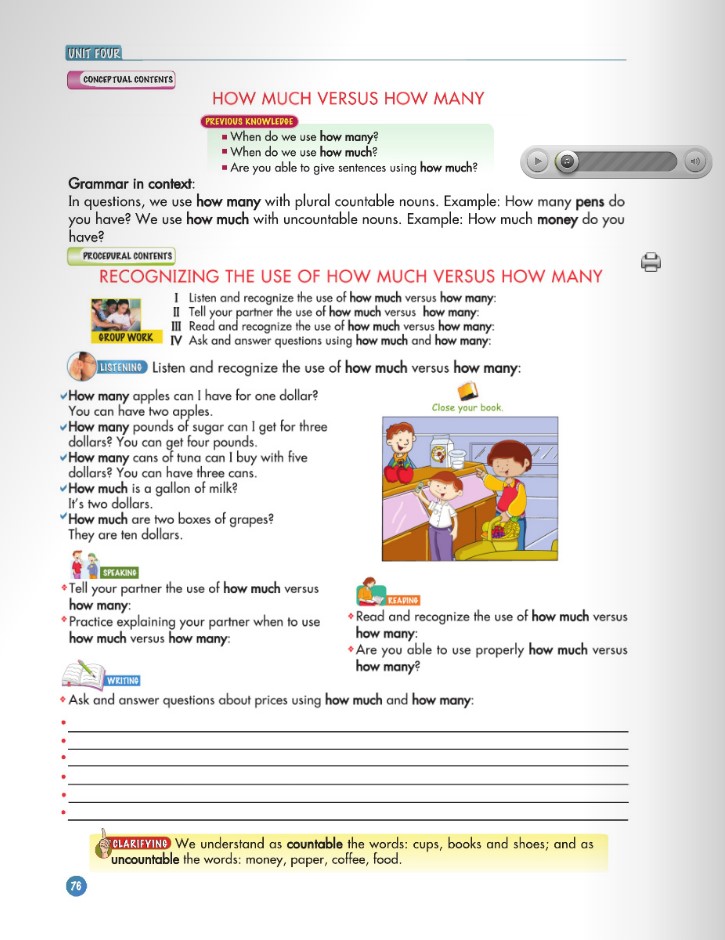 UNIT FOUR
CONCEPTUAL CONTENTS
HOW MUCH VERSUS HOW MANY
PREVIOUS KNOWLEDGE
When do we use how many?
When do we use how much?
Are you able to give sentences using how much?
Grammar in context:
In questions, we use how many with plural countable nouns. Example: How many pens do
you have? We use how much with uncountable nouns. Example: How much money do you
have?
PROCEDURAL CONTENTS
RECOGNIZING THE USE OF HOW MUCH VERSUS HOW MANY
GROUP WORK
I Listen and recognize the use of how much versus how many:
II Tell your partner the use of how much versus how many:
III Read and recognize the use of how much versus how many:
IV Ask and answer questions using how much and how many:
LISTENING Listen and recognize the use of how much versus how many:
How many apples can I have for one dollar?
You can have two apples.
How many pounds of sugar can I get for three
dollars? You can get four pounds.
How many cans of tuna can I buy with five
dollars? You can have three cans.
How much is a gallon of milk?
It's two dollars.
How much are two boxes of grapes?
They are ten dollars.
Close your book.
SPEAKING
Tell your partner the use of how much versus
how many:
Practice explaining your partner when to use
how much versus how many:
READING
Read and recognize the use of how much versus
how many:
Are you able to use properly how much versus
how many?
WRITING
Ask and answer questions about prices using how much and how many:
CLARIFYING We understand as countable the words: cups, books and shoes; and as
uncountable the words: money, paper, coffee, food.
76